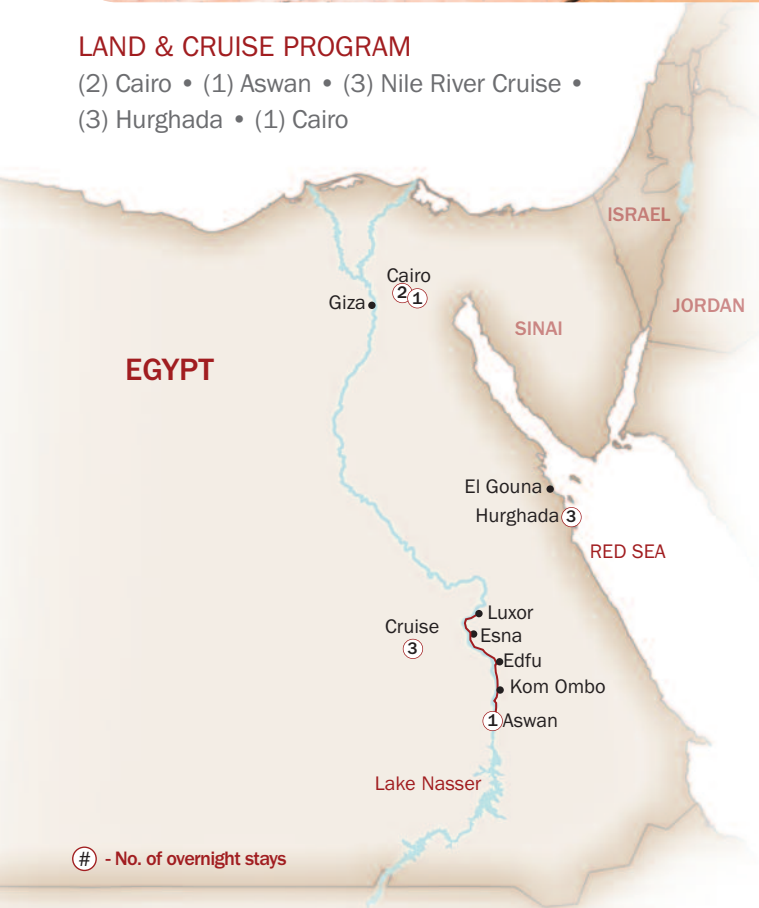 LAND & CRUISE PROGRAM
(2) Cairo • (1) Aswan • (3) Nile River Cruise •
(3) Hurghada • (1) Cairo
ISRAEL
Cairo
2 1
Giza
JORDAN
SINAI
EGYPT
El Gouna
Hurghada 3
RED SEA
Luxor
Cruise
3
Esna
Edfu
Kom Ombo
1 Aswan
Lake Nasser
# - No. of overnight stays